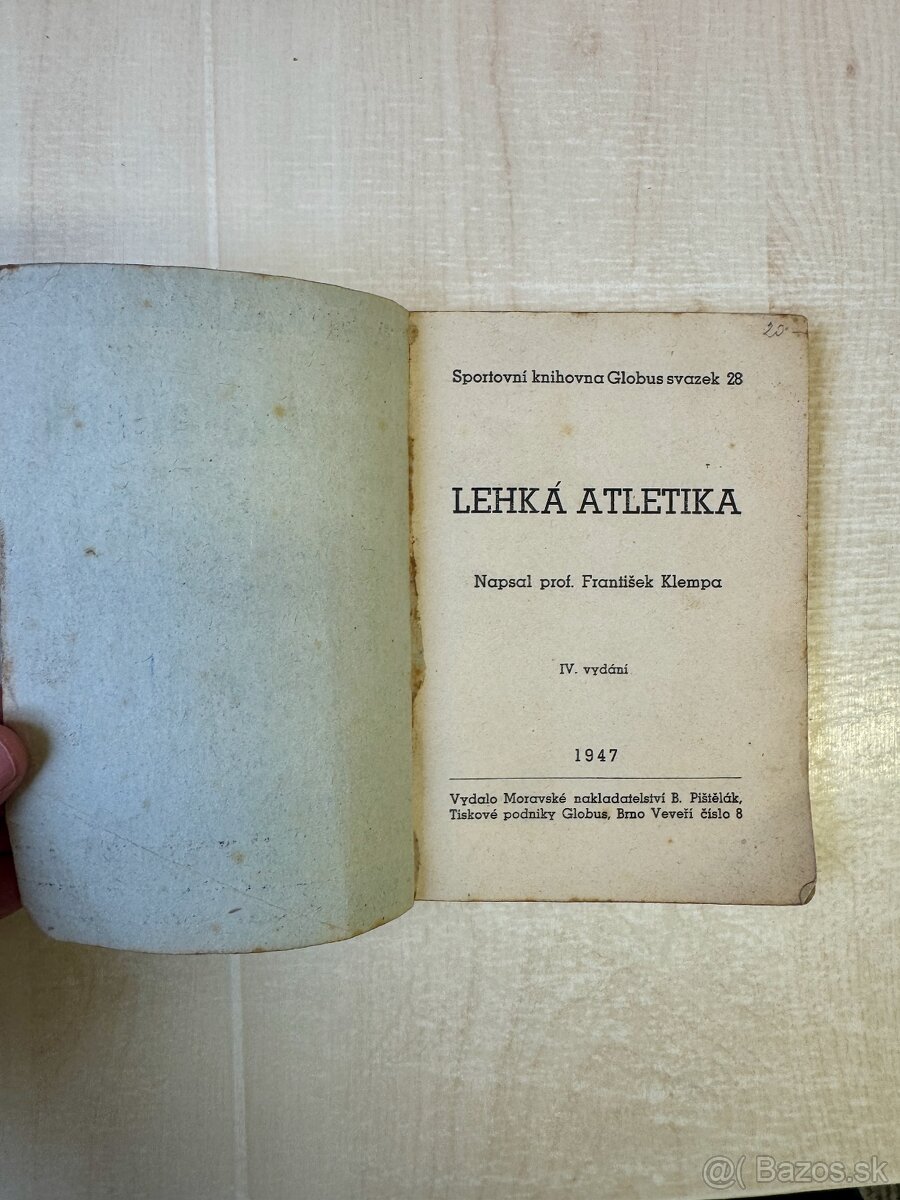 20.-
Sportovní knihovna Globus svazek 28
LEHKÁ ATLETIKA
Napsal prof. František Klempa
IV. vydání
1947
Vydalo Moravské nakladatelství B. Pištělák,
Tiskové podniky Globus, Brno Veveří číslo 8
@( Bazos.sk